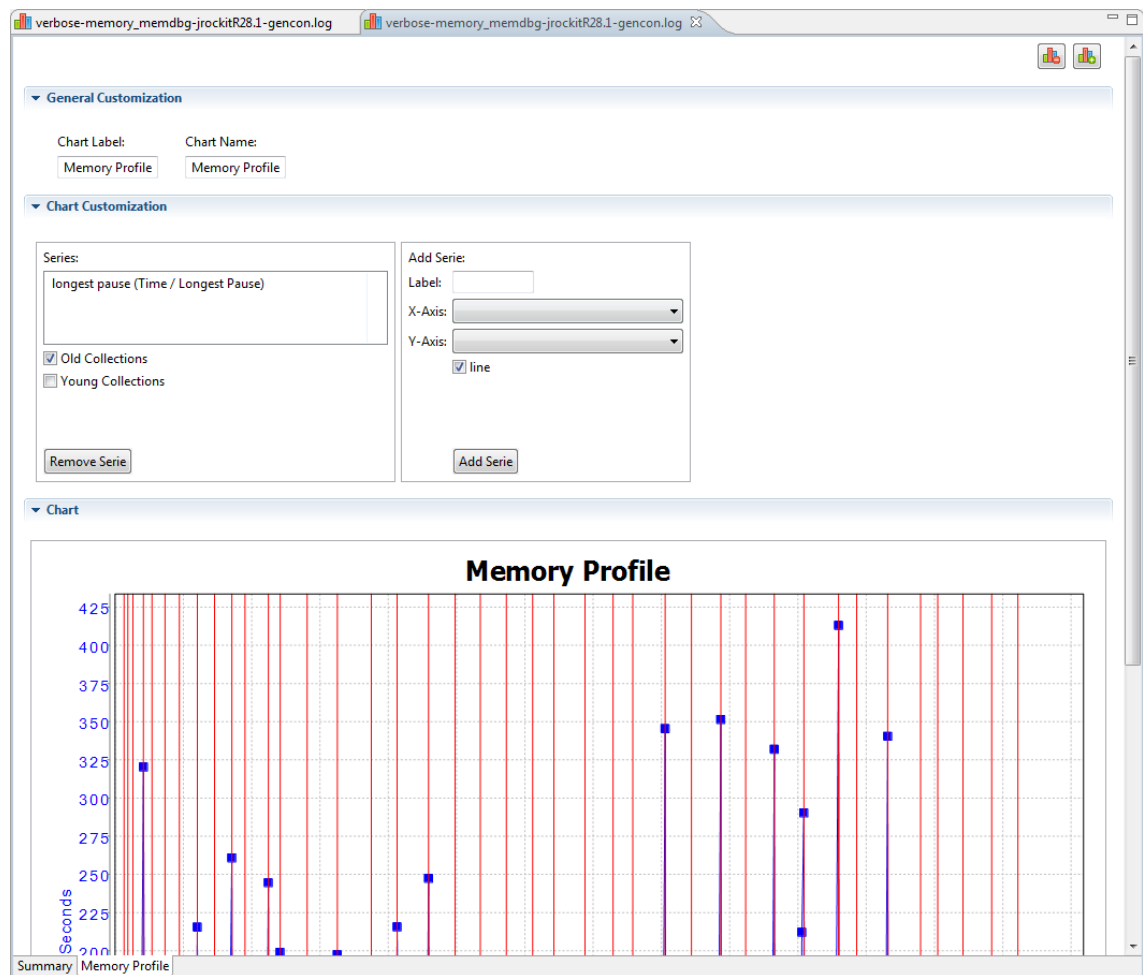 verbose-memory_memdbg-jrockitR28.1-gencon.log verbose-memory_memdbg-jrockitR28.1-gencon.log
General Customization
Chart Label: Chart Name:
Memory Profile Memory Profile
Chart Customization
Series:
longest pause (Time / Longest Pause)
Old Collections
Young Collections
Remove Serie
Add Serie:
Label:
X-Axis:
Y-Axis:
line
Add Serie
Chart
Memory Profile
425
400
375
350
325
300
275
250
225
200
Seconds
Summary Memory Profile